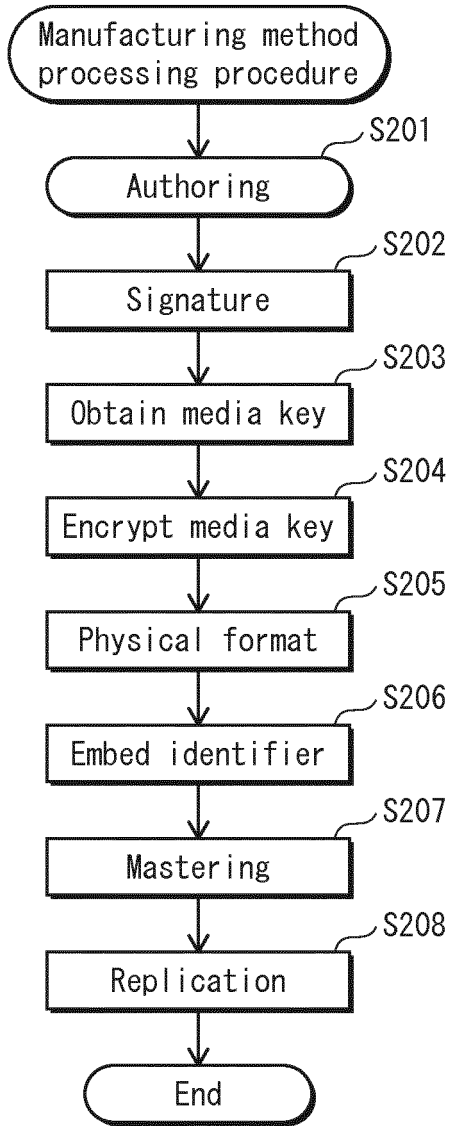 Manufacturing method
processing procedure
S201
Authoring
S202
Signature
S203
Obtain media key
S204
Encrypt media key
S205
Physical format
S206
Embed identifier
S207
Mastering
S208
Replication
End